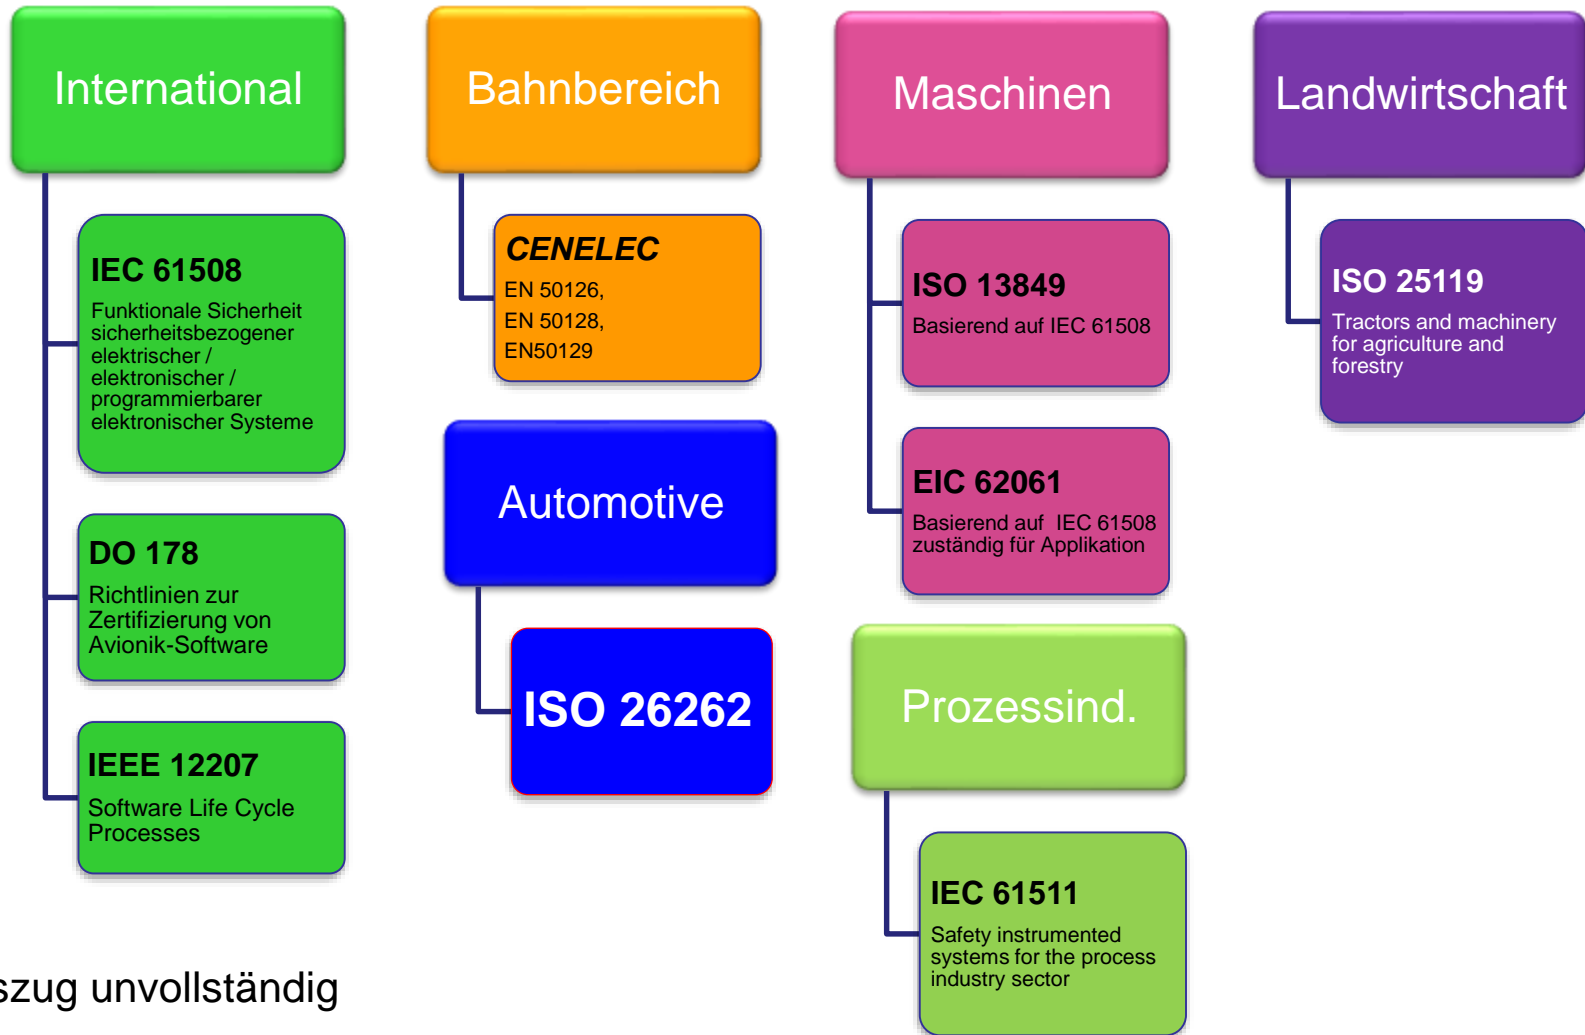 International
IEC 61508
Funktionale Sicherheit
sicherheitsbezogener
elektrischer /
elektronischer /
programmierbarer
elektronischer Systeme
DO 178
Richtlinien zur
Zertifizierung von
Avionik-Software
IEEE 12207
Software Life Cycle
Processes
Bahnbereich
CENELEC
EN 50126,
EN 50128,
EN50129
Automotive
ISO 26262
Maschinen
ISO 13849
Basierend auf IEC 61508
EIC 62061
Basierend auf  IEC 61508
zuständig für Applikation
Prozessind.
IEC 61511
Safety instrumented
systems for the process
industry sector
Landwirtschaft
ISO 25119
Tractors and machinery
for agriculture and
forestry
szug unvollständig